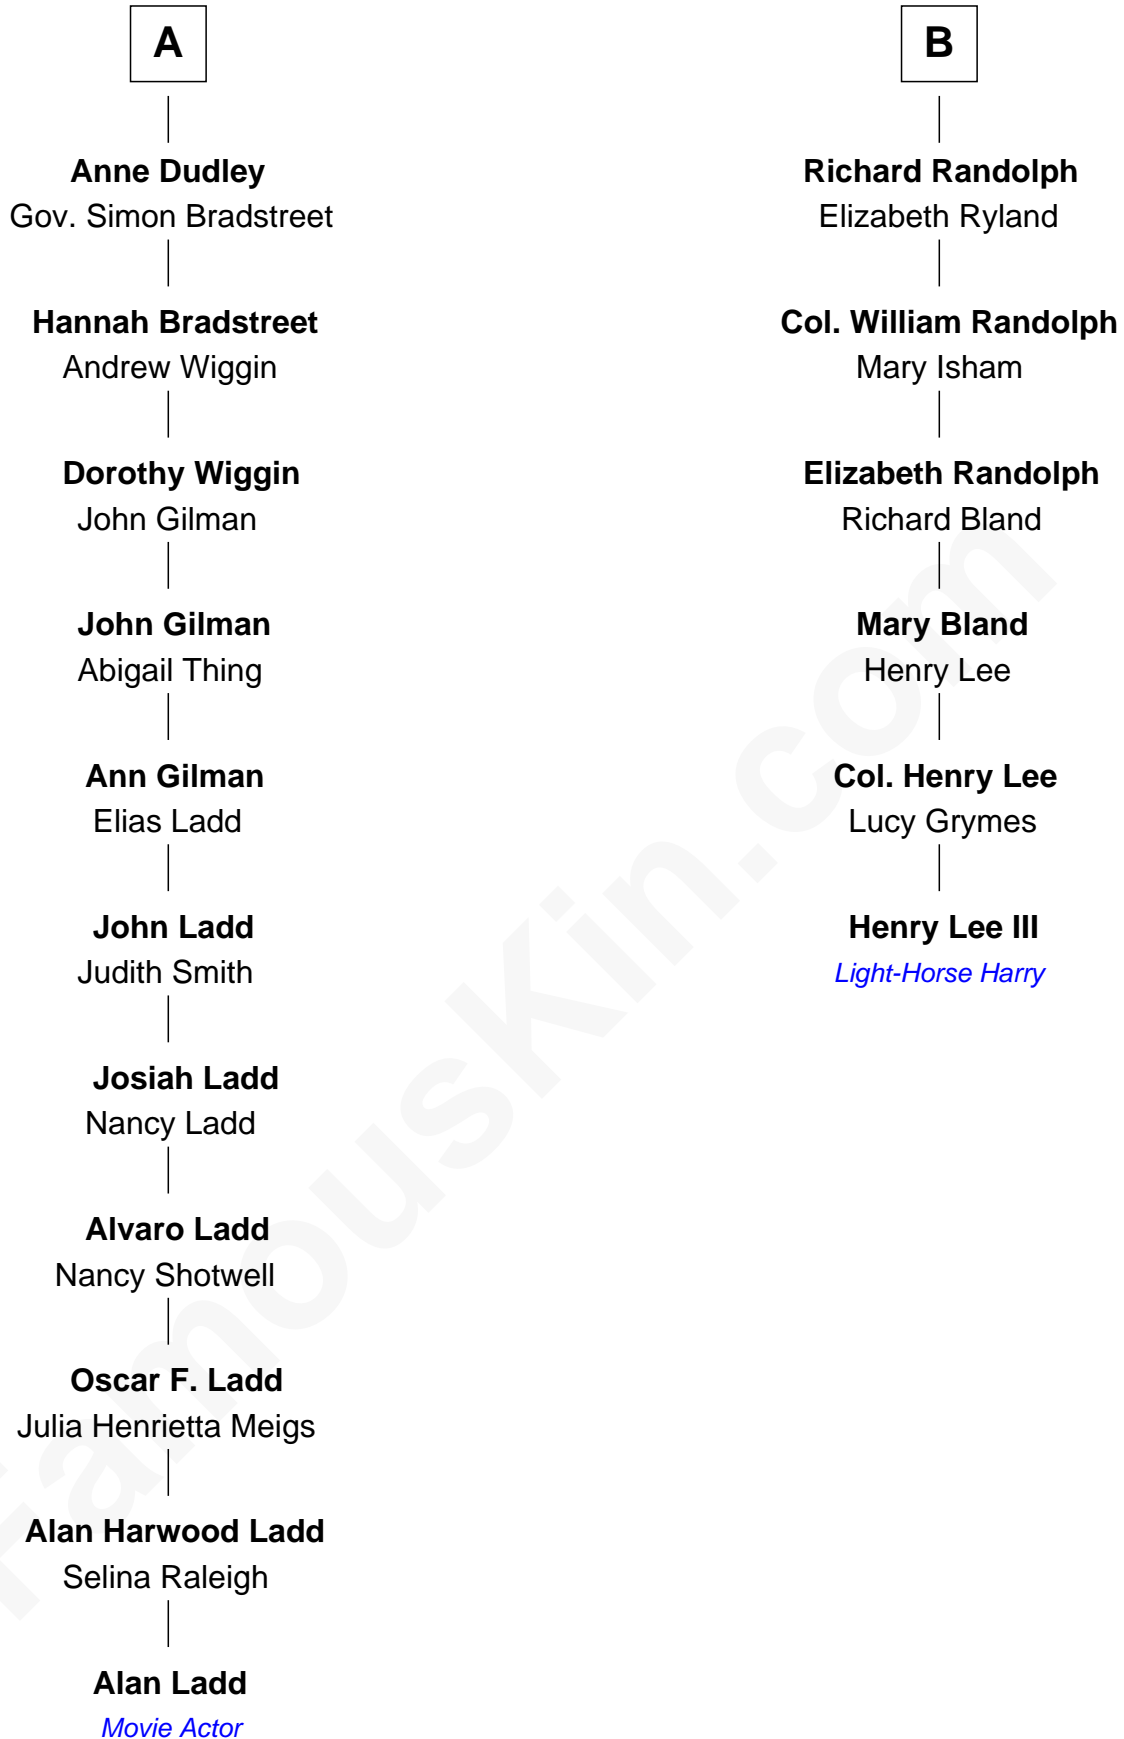 A
Anne Dudley
Gov. Simon Bradstreet
Hannah Bradstreet
Andrew Wiggin
Dorothy Wiggin
John Gilman
John Gilman
Abigail Thing
Ann Gilman
Elias Ladd
John Ladd
Judith Smith
Josiah Ladd
Nancy Ladd
Alvaro Ladd
Nancy Shotwell
Oscar F. Ladd
Julia Henrietta Meigs
Alan Harwood Ladd
Selina Raleigh
Alan Ladd
Movie Actor
B
Richard Randolph
Elizabeth Ryland
Col. William Randolph
Mary Isham
Elizabeth Randolph
Richard Bland
Mary Bland
Henry Lee
Col. Henry Lee
Lucy Grymes
Henry Lee III
Light-Horse Harry
FamousKin.com